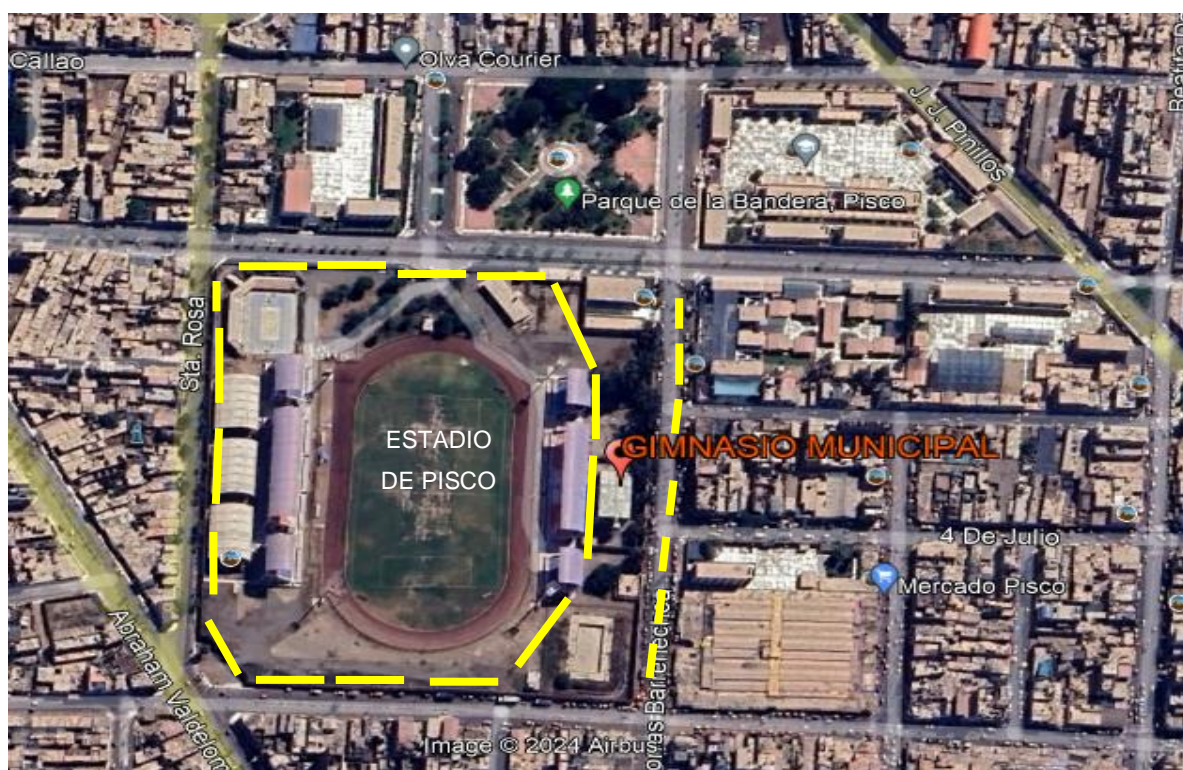 Callao
Olva Courier
J. J. Pinillos
Parque de la Bandera, Pisco
Sta. Rosa
ESTADIO
DE PISCO
GIMNASIO MUNICIPAL
4 De Julio
Mercado Pisco
Abraham Valdelom
Image © 2024 Airbus